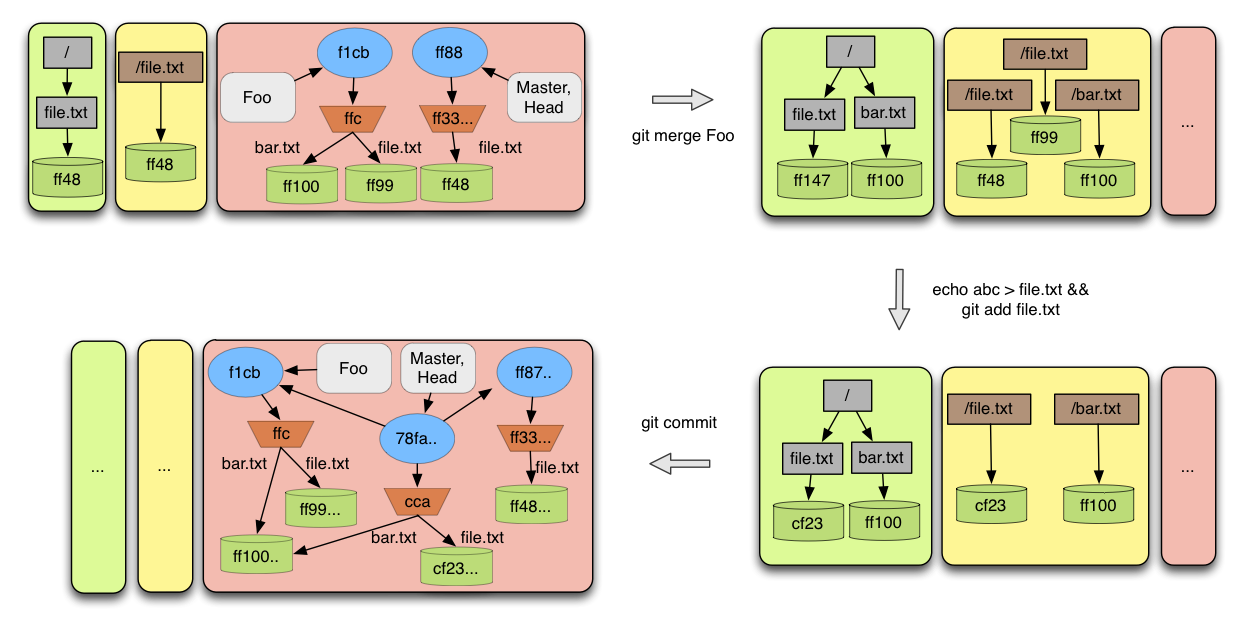 /
file.txt
ff48
/file.txt
ff48
f1cb
ff88
Foo
Master,
Head
ffc
ff33...
bar.txt
file.txt
file.txt
ff100
ff99
ff48
git merge Foo
/
file.txt
bar.txt
ff147
ff100
/file.txt
/file.txt
/bar.txt
ff99
ff48
ff100
...
echo abc > file.txt &&
git add file.txt
/
file.txt
bar.txt
cf23
ff100
/file.txt
/bar.txt
cf23
ff100
...
git commit
...
...
f1cb
Foo
Master,
Head
ff87..
ffc
78fa..
ff33...
bar.txt
file.txt
file.txt
ff99...
cca
ff48...
bar.txt
file.txt
ff100..
cf23...